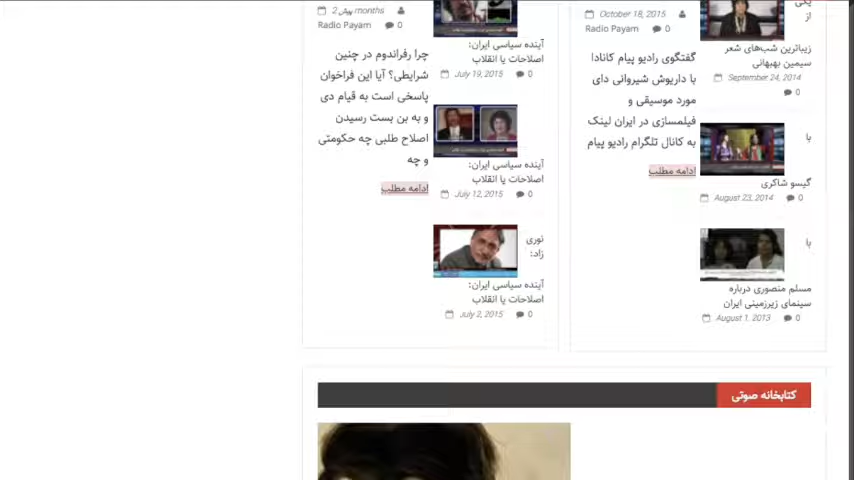 October 18, 2015
Radio Payam 0
گفتگوی رادیو پیام کانادا
با داریوش شیروانی دای
مورد موسیقی و
فیلمسازی در ایران لینک
به کانال تلگرام رادیو پیام
ادامه مطلب
یکی
از
زیباترین شب‌های شعر
سیمین بهبهانی
September 24, 2014
0
با
گیسو شاکری
August 23, 2014 0
با
مسلم منصوری درباره
سینمای زیرزمینی ایران
August 1, 2013 0
2 پیش months
Radio Payam 0
چرا رفراندوم در چنین
شرایطی؟ آیا این فراخوان
پاسخی است به قیام دی
و به بن بست رسیدن
اصلاح طلبی چه حکومتی
و چه
ادامه مطلب
آینده سیاسی ایران:
اصلاحات یا انقلاب
July 19, 2015 0
آینده سیاسی ایران:
اصلاحات یا انقلاب
July 12, 2015 0
نوری
زاد:
آینده سیاسی ایران:
اصلاحات یا انقلاب
July 2, 2015 0
کتابخانه صوتی